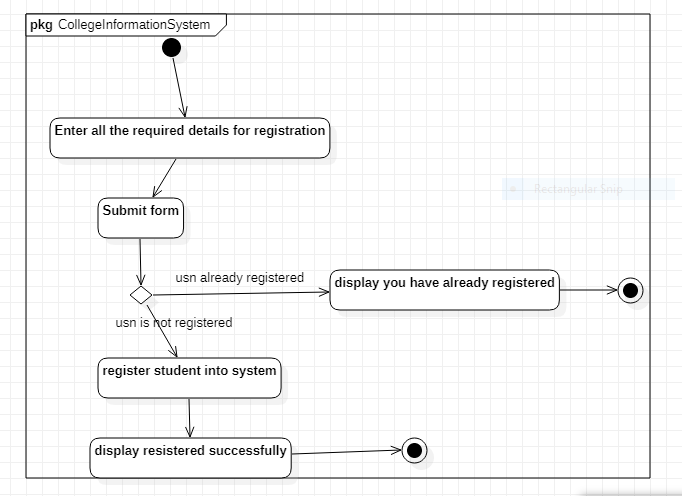 pkg CollegeInformationSystem
Enter all the required details for registration
Rectangular Snip
Submit form
usn already registered
display you have already registered
usn is not registered
register student into system
display resistered successfully